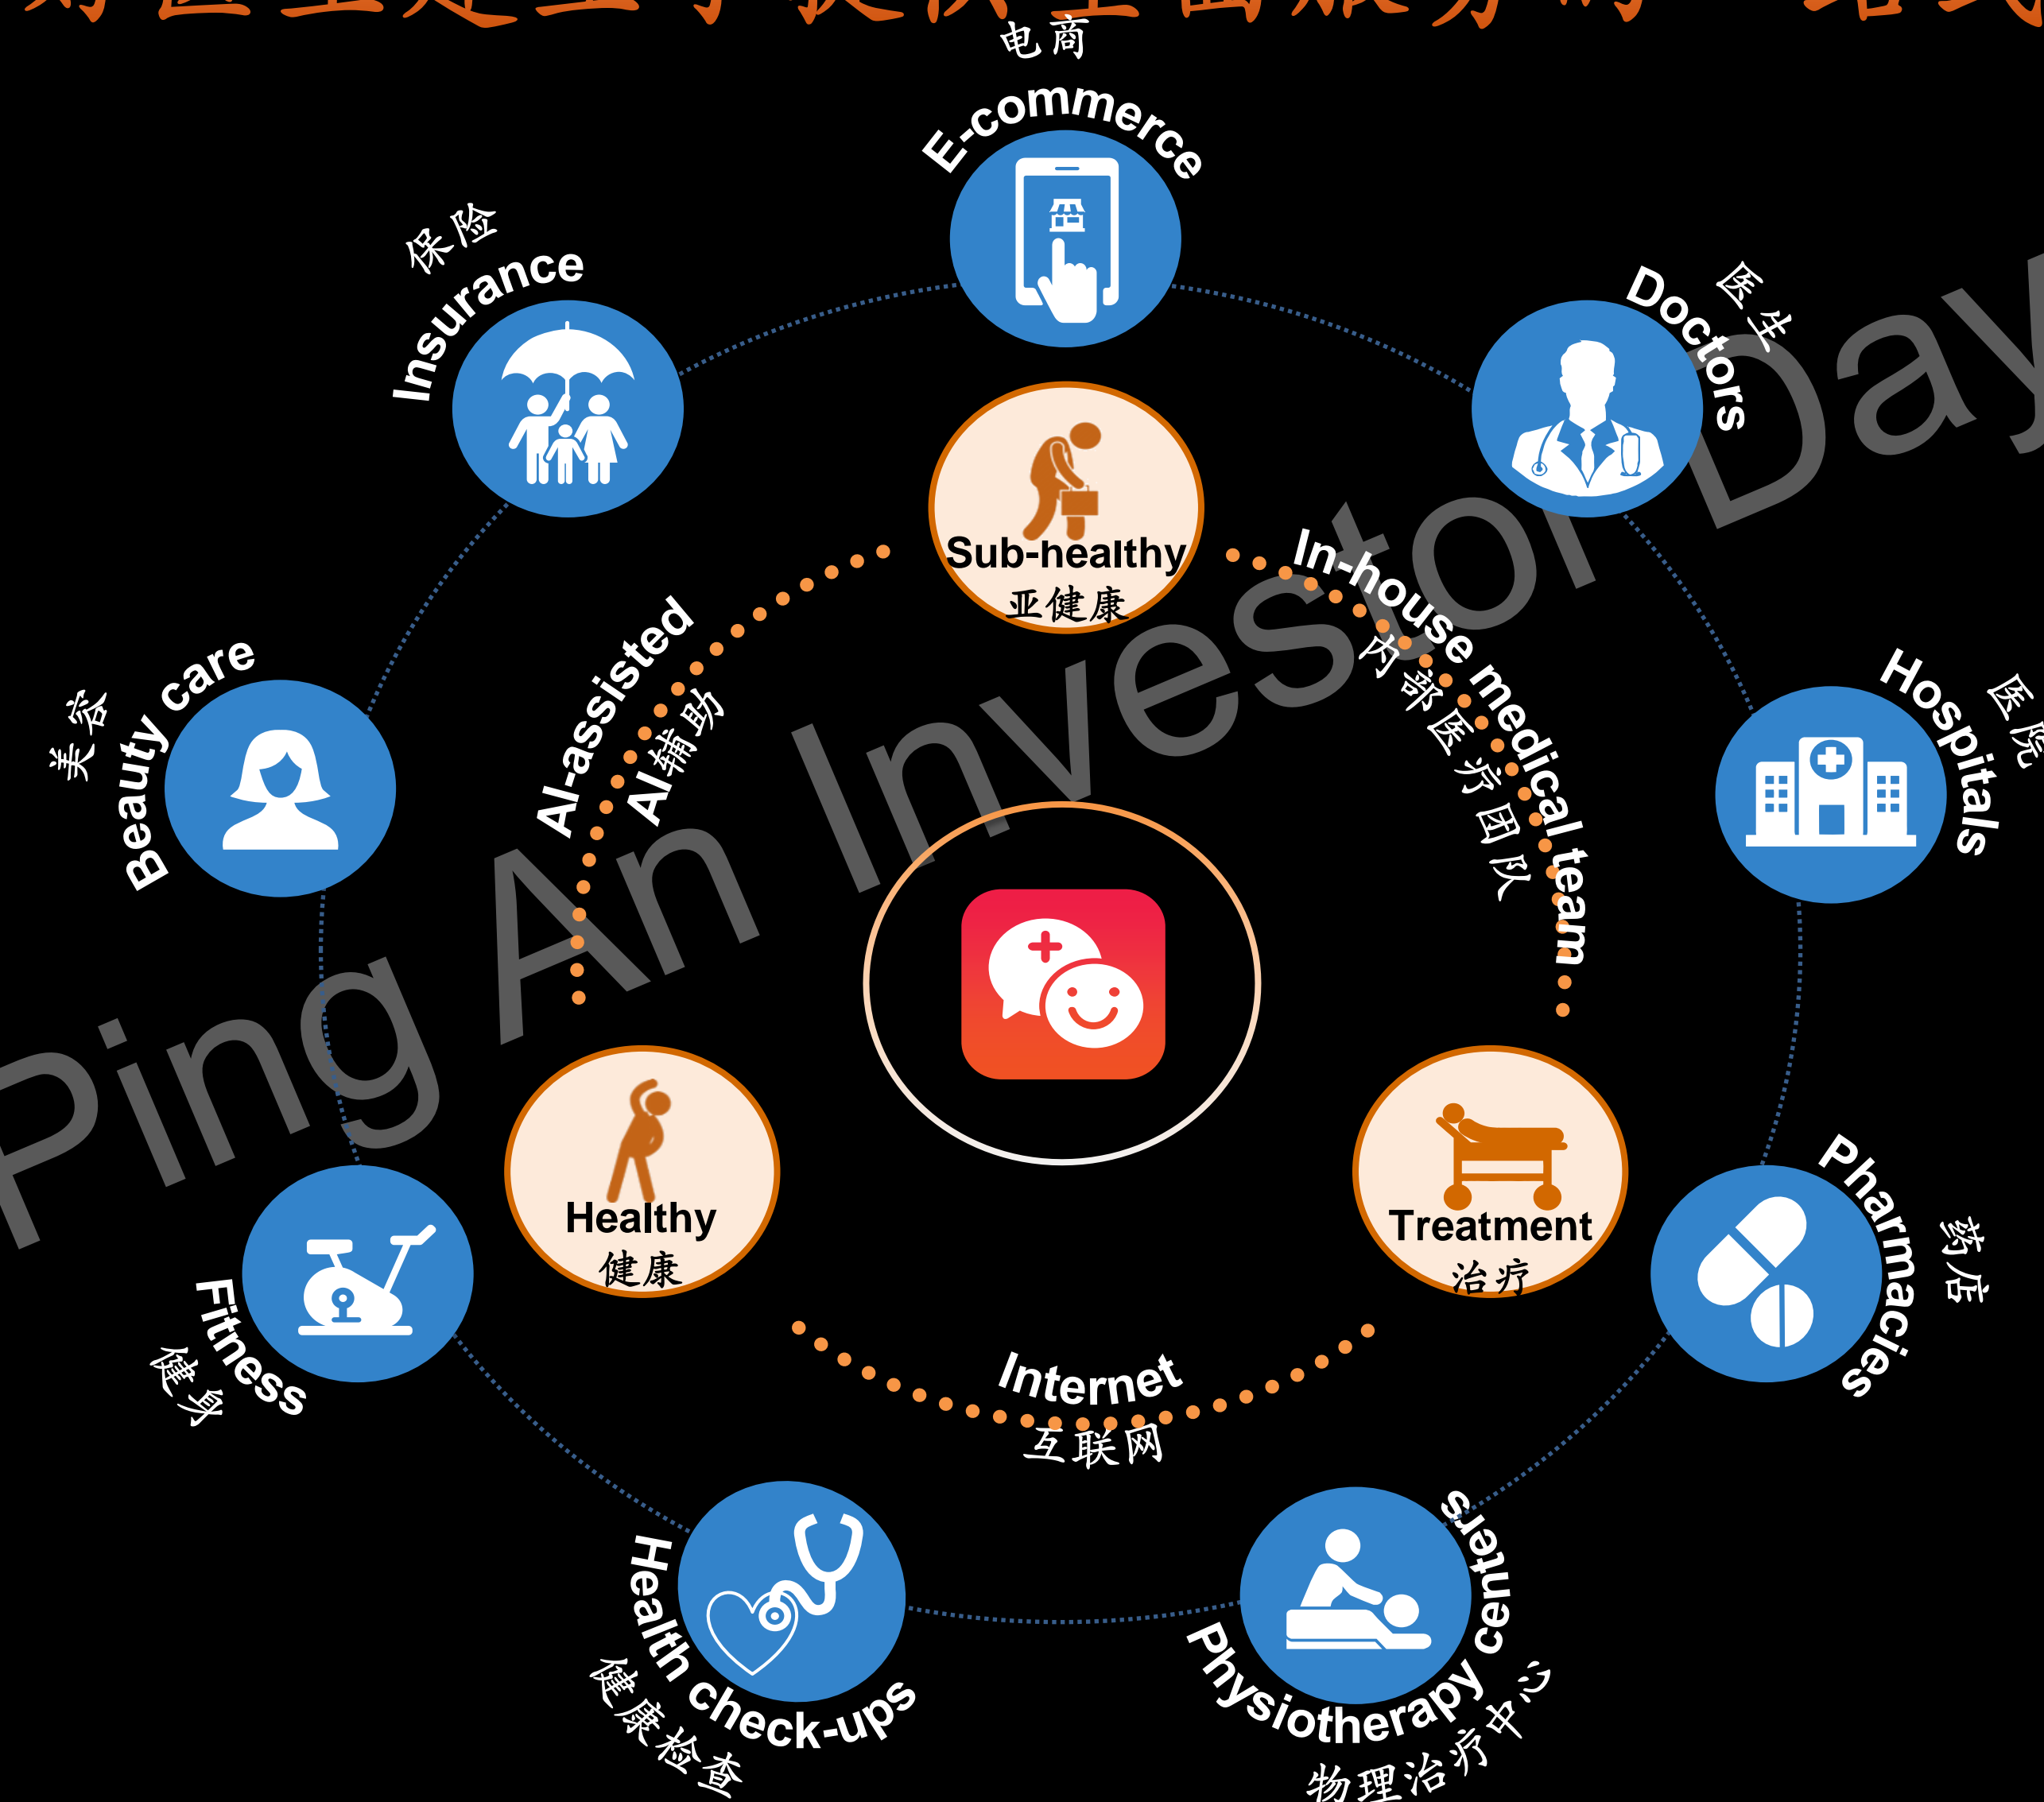 电商
E-commerce
保险
Insurance
Doctors
医生
Sub-healthy
亚健康
AI-assisted
AI辅助
In-house medical team
内部医疗团队
Beauty care
Hospitals
医院
Healthy
健康
Treatment
治疗
Pharmacies
药店
Fitness
健身
Internet
互联网
Health check-ups
健康检查
Physiotherapy centers
物理治疗中心
Ping An Investor Day